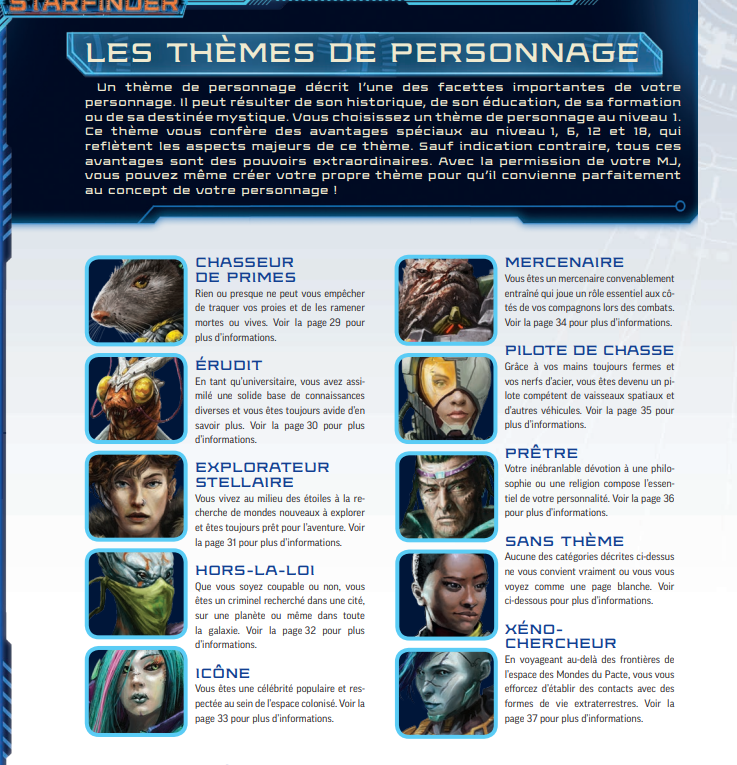 STARFINDER
LES THÈMES DE PERSONNAGE
Un thème de personnage décrit l'une des facettes importantes de votre
personnage. Il peut résulter de son historique, de son éducation, de sa formation
ou de sa destinée mystique. Vous choisissez un thème de personnage au niveau 1.
Ce thème vous confère des avantages spéciaux au niveau 1, 6, 12 et 18, qui
reflètent les aspects majeurs de ce thème. Sauf indication contraire, tous ces
avantages sont des pouvoirs extraordinaires. Avec la permission de votre MJ,
vous pouvez même créer votre propre thème pour qu'il convienne parfaitement
au concept de votre personnage !
CHASSEUR
DE PRIMES
Rien ou presque ne peut vous empêcher
de traquer vos proies et de les ramener
mortes ou vives. Voir la page 29 pour
plus d'informations.
ÉRUDIT
En tant qu'universitaire, vous avez assi-
milé une solide base de connaissances
diverses et vous êtes toujours avide d'en
savoir plus. Voir la page 30 pour plus
d'informations.
EXPLORATEUR
STELLAIRE
Vous vivez au milieu des étoiles à la re-
cherche de mondes nouveaux à explorer
et êtes toujours prêt pour l'aventure. Voir
la page 31 pour plus d'informations.
HORS-LA-LOI
Que vous soyez coupable ou non, vous
êtes un criminel recherché dans une cité,
sur une planète ou même dans toute
la galaxie. Voir la page 32 pour plus
d'informations.
ICÔNE
Vous êtes une célébrité populaire et res-
pectée au sein de l'espace colonisé. Voir la
page 33 pour plus d'informations.
MERCENAIRE
Vous êtes un mercenaire convenablement
entraîné qui joue un rôle essentiel aux cô-
tés de vos compagnons lors des combats.
Voir la page 34 pour plus d'informations.
PILOTE DE CHASSE
Grâce à vos mains toujours fermes et
vos nerfs d'acier, vous êtes devenu un pi-
lote compétent de vaisseaux spatiaux et
d'autres véhicules. Voir la page 35 pour
plus d'informations.
PRÊTRE
Votre inébranlable dévotion à une philo-
sophie ou une religion compose l'essen-
tiel de votre personnalité. Voir la page 36
pour plus d'informations.
SANS THÈME
Aucune des catégories décrites ci-dessus
ne vous convient vraiment ou vous vous
voyez comme une page blanche. Voir
ci-dessous pour plus d'informations.
XÉNO-
CHERCHEUR
En voyageant au-delà des frontières de
l'espace des Mondes du Pacte, vous vous
efforcez d'établir des contacts avec des
formes de vie extraterrestres. Voir la
page 37 pour plus d'informations.